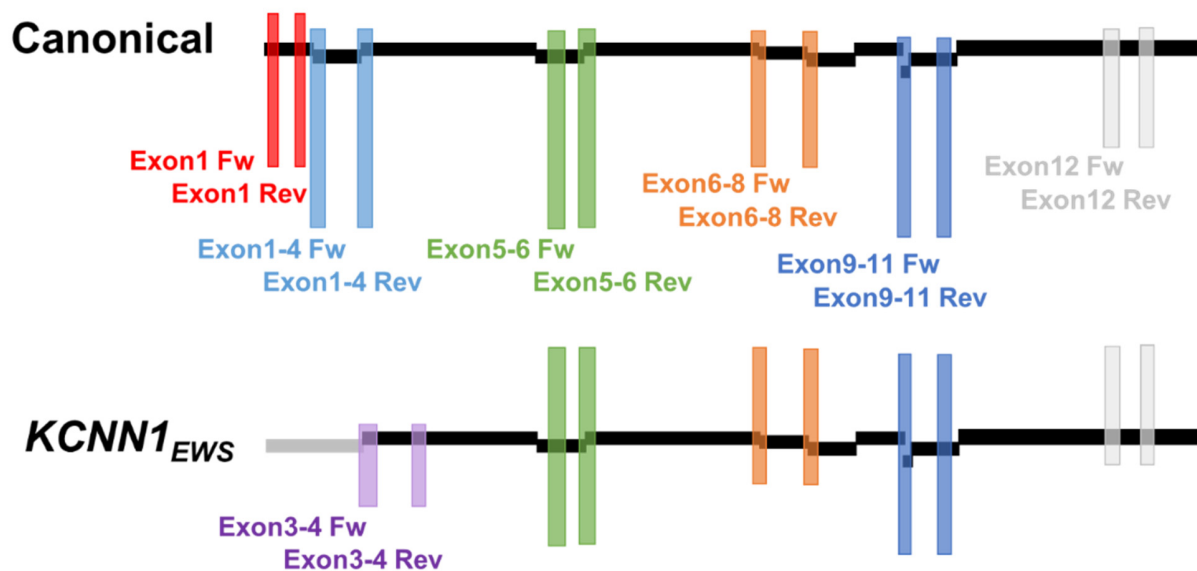 Canonical
Exon1 Fw
Exon1 Rev
Exon1-4 Fw
Exon1-4 Rev
Exon5-6 Fw
Exon5-6 Rev
Exon6-8 Fw
Exon6-8 Rev
Exon9-11 Fw
Exon9-11 Rev
Exon12 Fw
Exon12 Rev
KCNN1EWS
Exon3-4 Fw
Exon3-4 Rev